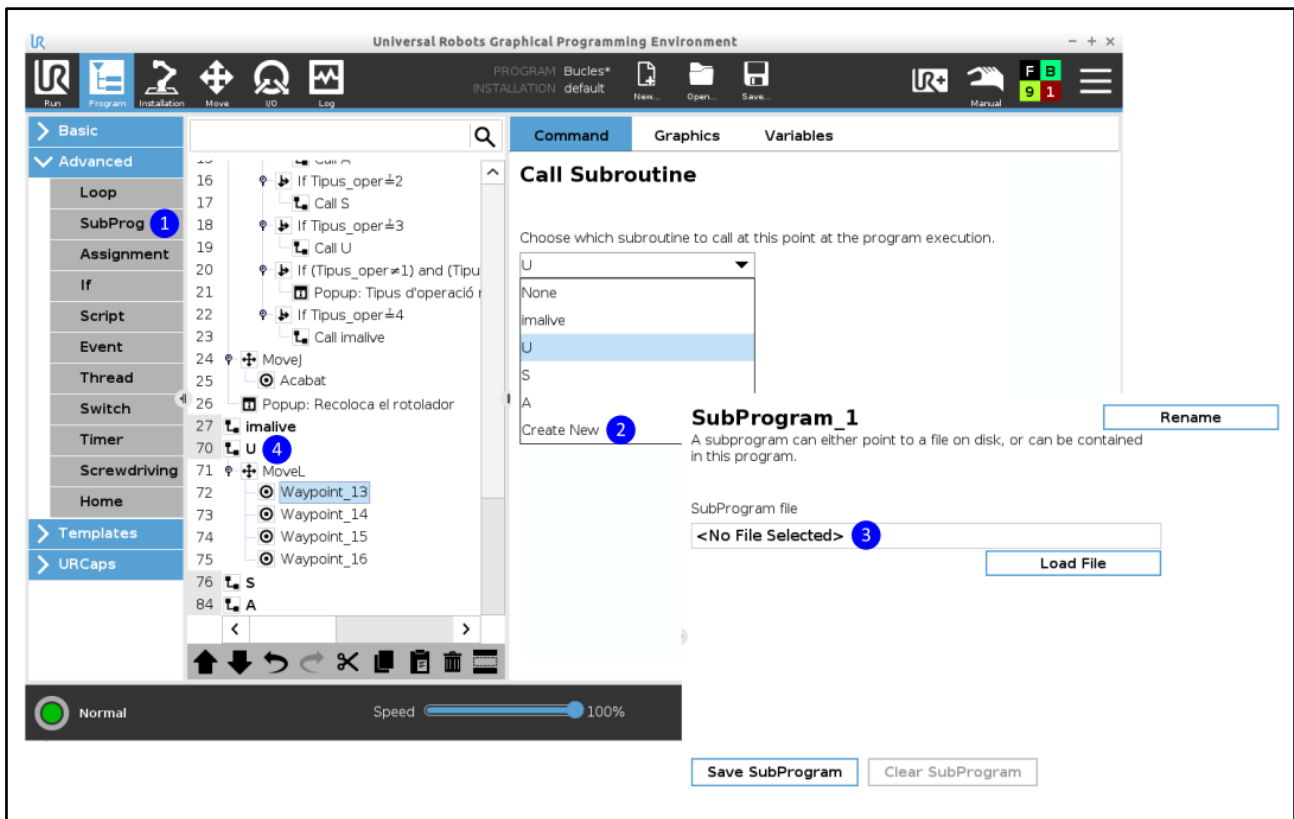 UR
Universal Robots Graphical Programming Environment
UR
Run
Program
Installation
Move
I/O
Log
PROGRAM Bucles*
INSTALLATION default
New...
Open...
Save...
UR+
Manual
F B
9 1
Basic
Advanced
Loop
SubProg 1
Assignment
If
Script
Event
Thread
Switch
Timer
Screwdriving
Home
Templates
URCaps
15 Call A
16 If Tipus_oper≟2
17 Call S
18 If Tipus_oper≟3
19 Call U
20 If (Tipus_oper≠1) and (Tipu
21 Popup: Tipus d'operació
22 If Tipus_oper≟4
23 Call imalive
24 MoveJ
25 Acabat
26 Popup: Recoloca el rotolador
27 imalive
70 U 4
71 MoveL
72 Waypoint_13
73 Waypoint_14
74 Waypoint_15
75 Waypoint_16
76 S
84 A
Command Graphics Variables
Call Subroutine
Choose which subroutine to call at this point at the program execution.
U
None
imalive
U
S
A
Create New 2
SubProgram_1
Rename
A subprogram can either point to a file on disk, or can be contained
in this program.
SubProgram file
<No File Selected> 3
Load File
Save SubProgram
Clear SubProgram
Normal
Speed 100%